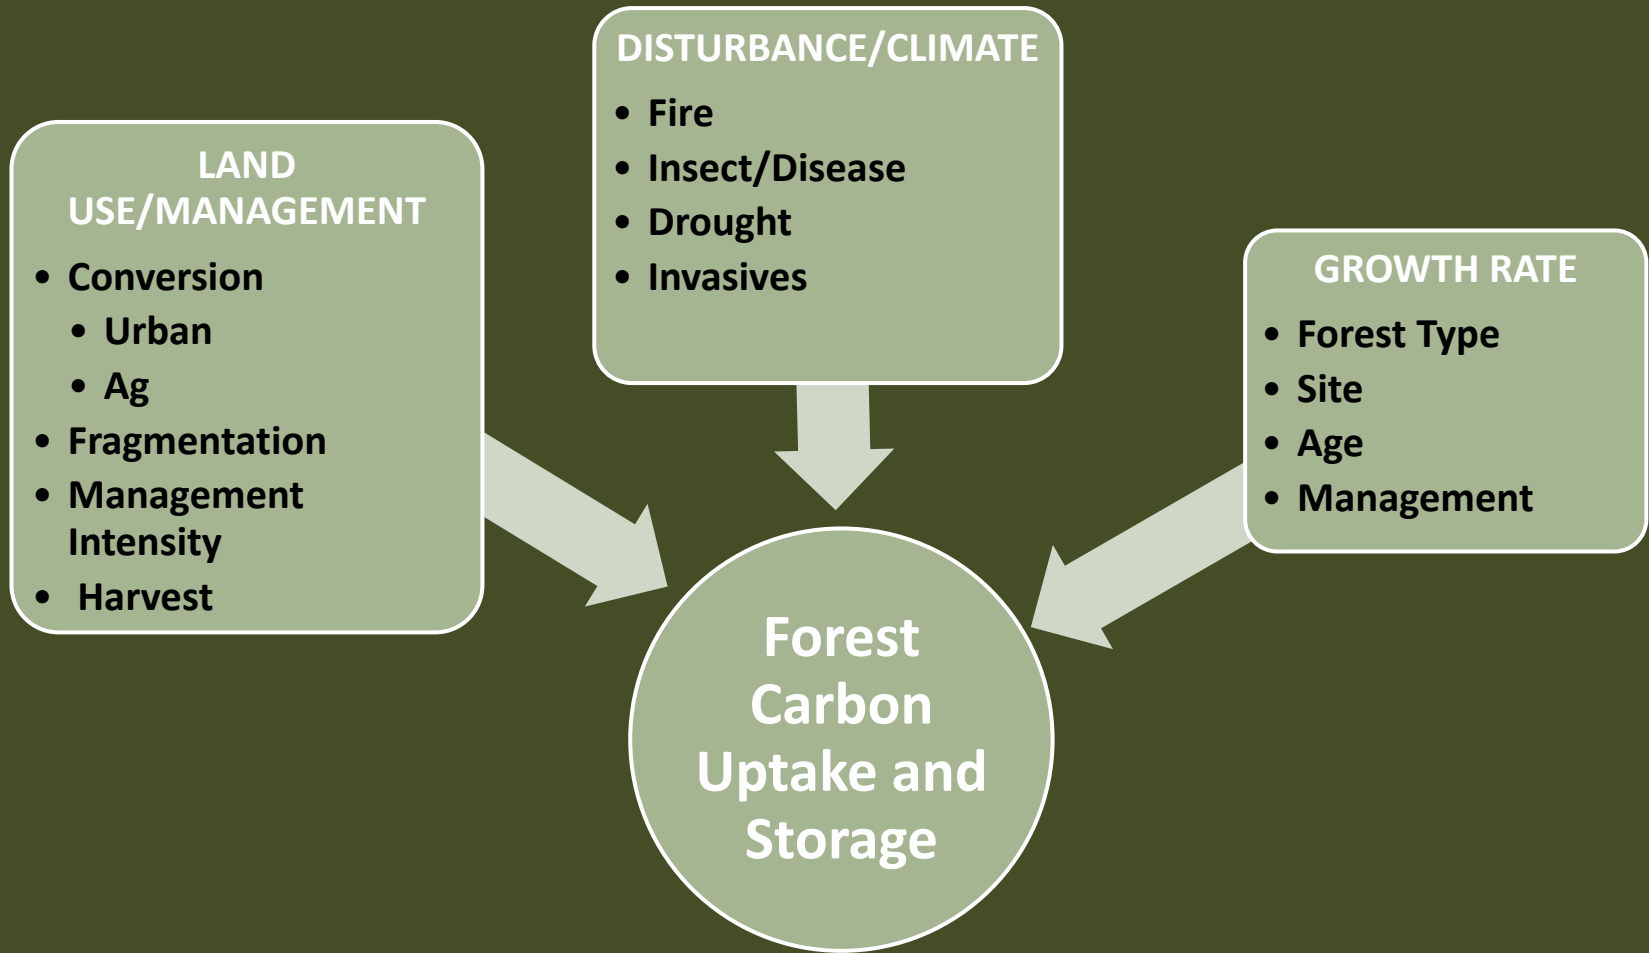 LAND
USE/MANAGEMENT
• Conversion
• Urban
• Ag
• Fragmentation
• Management
Intensity
• Harvest
DISTURBANCE/CLIMATE
• Fire
• Insect/Disease
• Drought
• Invasives
GROWTH RATE
• Forest Type
• Site
• Age
• Management
Forest
Carbon
Uptake and
Storage